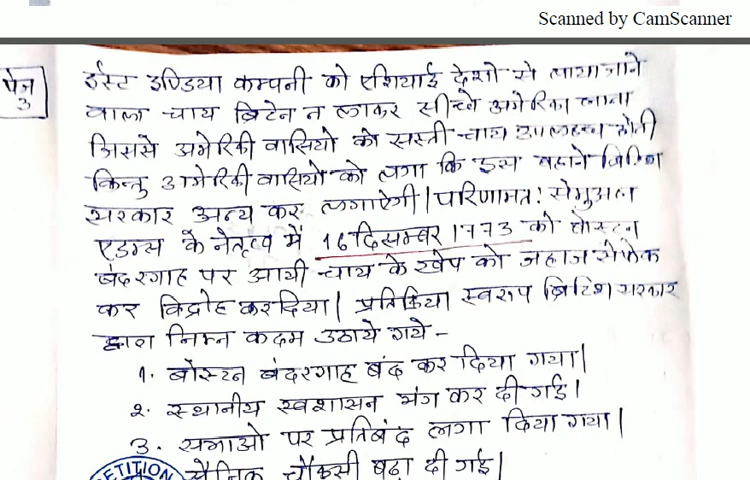 Scanned by CamScanner
पेज
3
ईस्ट इण्डिया कम्पनी को एशियाई देशो से लाया जाने
वाला चाय ब्रिटेन न लाकर सीधे अमेरिका लाना
जिससे अमेरिकी वासियो को सस्ती चाय उपलब्ध होती
किन्तु अमेरिकी वासियो को लगा कि इस बहाने ब्रिटिश
सरकार अन्य कर लगाऐगी। परिणामतः सेमुअल
एडम्स के नेतृत्व में 16 दिसम्बर 1773 को बोस्टन
बंदरगाह पर आयी चाय के खेप को जहाज से फेक
कर विद्रोह कर दिया। प्रतिक्रिया स्वरूप ब्रिटिश सरकार
द्वारा निम्न कदम उठाये गये -
1. बोस्टन बंदरगाह बंद कर दिया गया।
2. स्थानीय स्वशासन भंग कर दी गई।
3. सभाओ पर प्रतिबंद लगा दिया गया।
सैनिक चौकसी बढ़ा दी गई।
ETITION